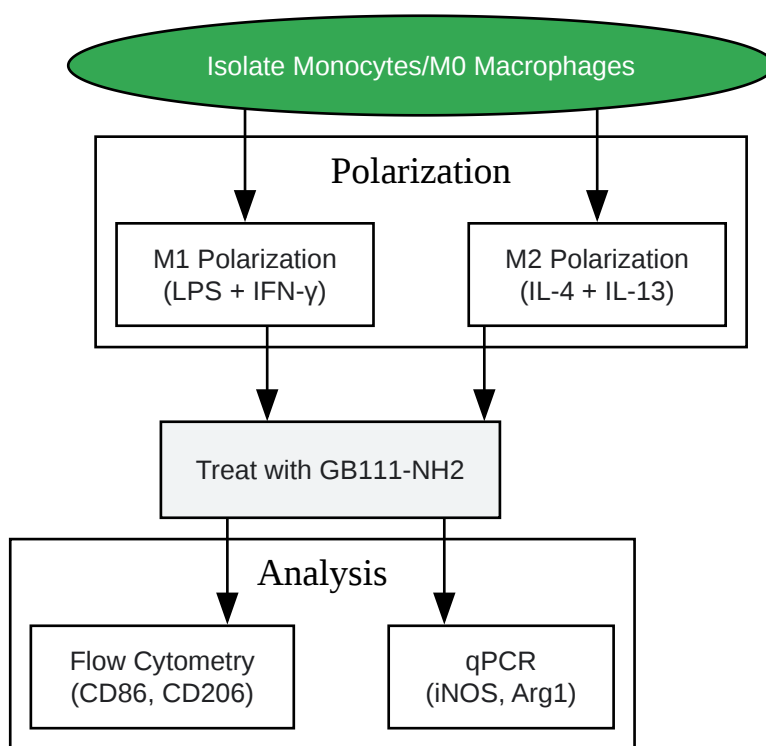 Isolate Monocytes/M0 Macrophages
Polarization
M1 Polarization
(LPS + IFN-γ)
M2 Polarization
(IL-4 + IL-13)
Treat with GB111-NH2
Analysis
Flow Cytometry
(CD86, CD206)
qPCR
(iNOS, Arg1)